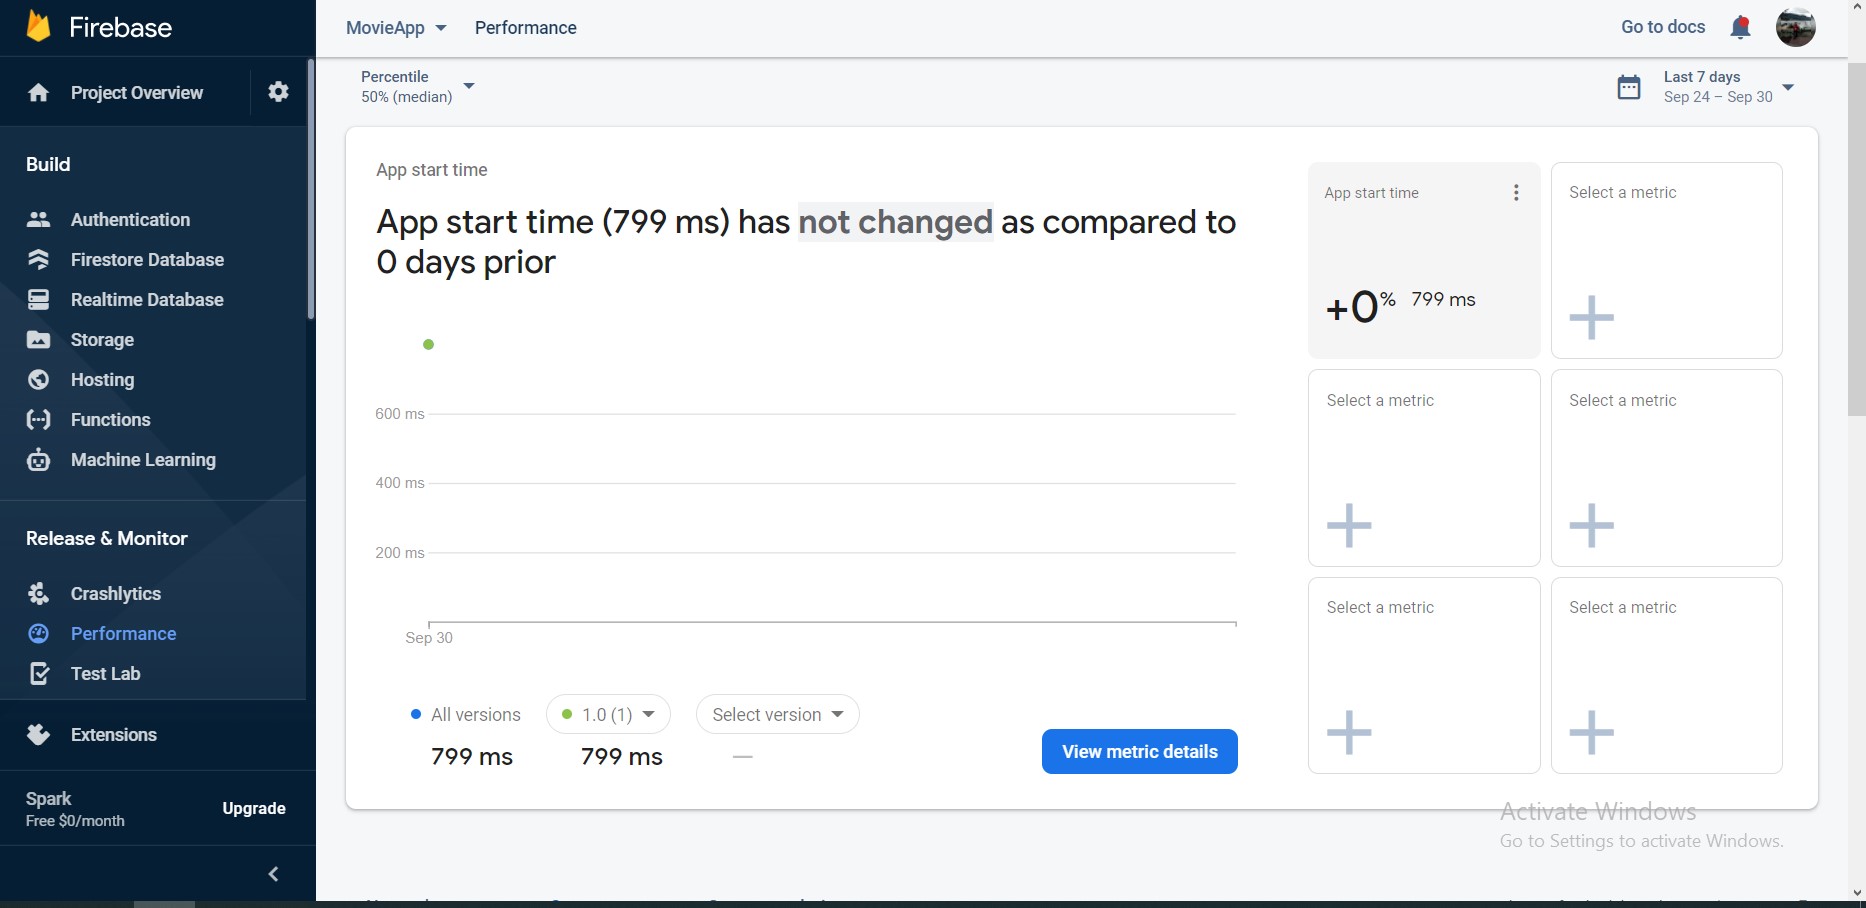 Firebase
Project Overview
Build
Authentication
Firestore Database
Realtime Database
Storage
Hosting
Functions
Machine Learning
Release & Monitor
Crashlytics
Performance
Test Lab
Extensions
Spark
Free $0/month
Upgrade
MovieApp
Performance
Go to docs
Percentile
50% (median)
Last 7 days
Sep 24 – Sep 30
App start time
App start time (799 ms) has not changed as compared to
0 days prior
600 ms
400 ms
200 ms
Sep 30
All versions
1.0 (1)
Select version
799 ms
799 ms
—
View metric details
App start time
+0% 799 ms
Select a metric
Select a metric
Select a metric
Select a metric
Select a metric
Activate Windows
Go to Settings to activate Windows.